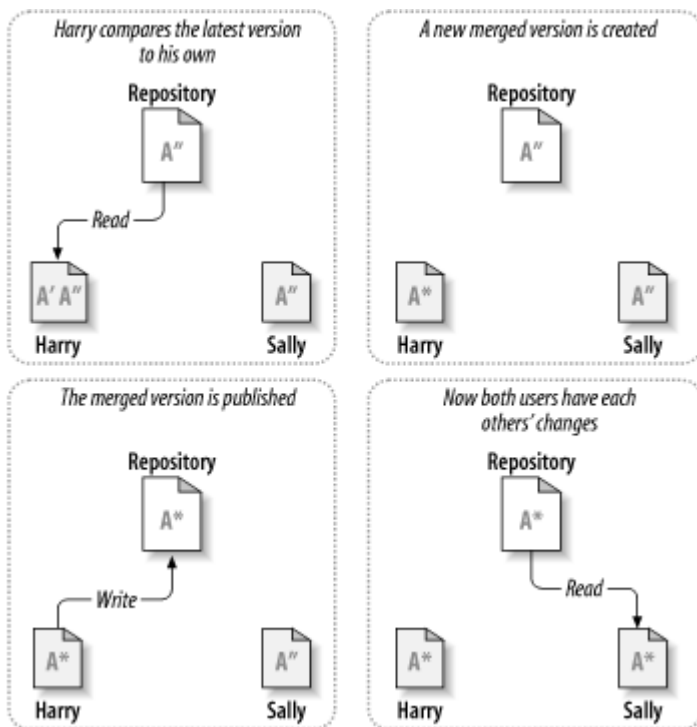 Harry compares the latest version
to his own
Repository
A"
Read
A' A"
A"
Harry
Sally
A new merged version is created
Repository
A"
A*
A"
Harry
Sally
The merged version is published
Repository
A*
Write
A*
A"
Harry
Sally
Now both users have each
others’ changes
Repository
A*
Read
A*
A*
Harry
Sally